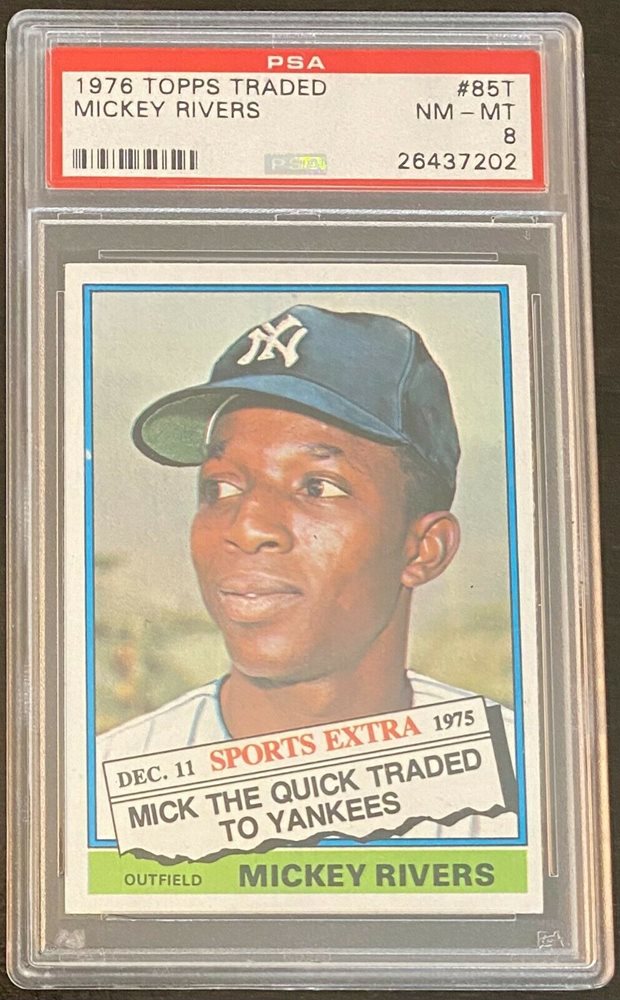 PSA
1976 TOPPS TRADED #85T
MICKEY RIVERS NM - MT
8
26437202
PSA
NY
DEC. 11 SPORTS EXTRA 1975
MICK THE QUICK TRADED
TO YANKEES
OUTFIELD MICKEY RIVERS